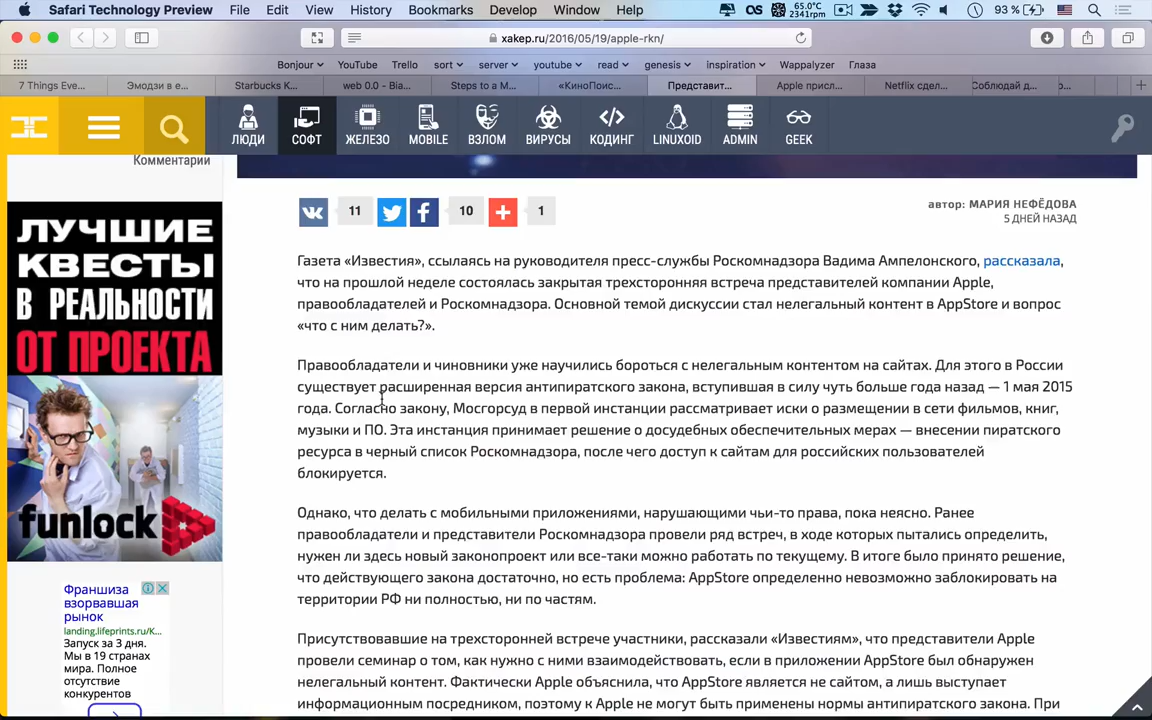 Safari Technology Preview File Edit View History Bookmarks Develop Window Help
65.0°C
2341rpm
93 %
xakep.ru/2016/05/19/apple-rkn/
Bonjour YouTube Trello sort server youtube read genesis inspiration Wappalyzer Глаза
7 Things Eve... Эмодзи в е... Starbucks K... web 0.0 - Bia... Steps to a M... «КиноПоис... Представит... Apple присл... Netflix сдел... Соблюдай д...
ЛЮДИ СОФТ ЖЕЛЕЗО MOBILE ВЗЛОМ ВИРУСЫ КОДИНГ LINUXOID ADMIN GEEK
Комментарии
11 10 1
автор: МАРИЯ НЕФЁДОВА
5 ДНЕЙ НАЗАД
Газета «Известия», ссылаясь на руководителя пресс-службы Роскомнадзора Вадима Ампелонского, рассказала,
что на прошлой неделе состоялась закрытая трехсторонняя встреча представителей компании Apple,
правообладателей и Роскомнадзора. Основной темой дискуссии стал нелегальный контент в AppStore и вопрос
«что с ним делать?».
Правообладатели и чиновники уже научились бороться с нелегальным контентом на сайтах. Для этого в России
существует расширенная версия антипиратского закона, вступившая в силу чуть больше года назад — 1 мая 2015
года. Согласно закону, Мосгорсуд в первой инстанции рассматривает иски о размещении в сети фильмов, книг,
музыки и ПО. Эта инстанция принимает решение о досудебных обеспечительных мерах — внесении пиратского
ресурса в черный список Роскомнадзора, после чего доступ к сайтам для российских пользователей
блокируется.
Однако, что делать с мобильными приложениями, нарушающими чьи-то права, пока неясно. Ранее
правообладатели и представители Роскомнадзора провели ряд встреч, в ходе которых пытались определить,
нужен ли здесь новый законопроект или все-таки можно работать по текущему. В итоге было принято решение,
что действующего закона достаточно, но есть проблема: AppStore определенно невозможно заблокировать на
территории РФ ни полностью, ни по частям.
Присутствовавшие на трехсторонней встрече участники, рассказали «Известиям», что представители Apple
провели семинар о том, как нужно с ними взаимодействовать, если в приложении AppStore был обнаружен
нелегальный контент. Фактически Apple объяснила, что AppStore является не сайтом, а лишь выступает
информационным посредником, поэтому к Apple не могут быть применены нормы антипиратского закона. При
ЛУЧШИЕ
КВЕСТЫ
В РЕАЛЬНОСТИ
ОТ ПРОЕКТА
funlock
Франшиза
взорвавшая
рынок
landing.lifeprints.ru/К...
Запуск за 3 дня.
Мы в 19 странах
мира. Полное
отсутствие
конкурентов